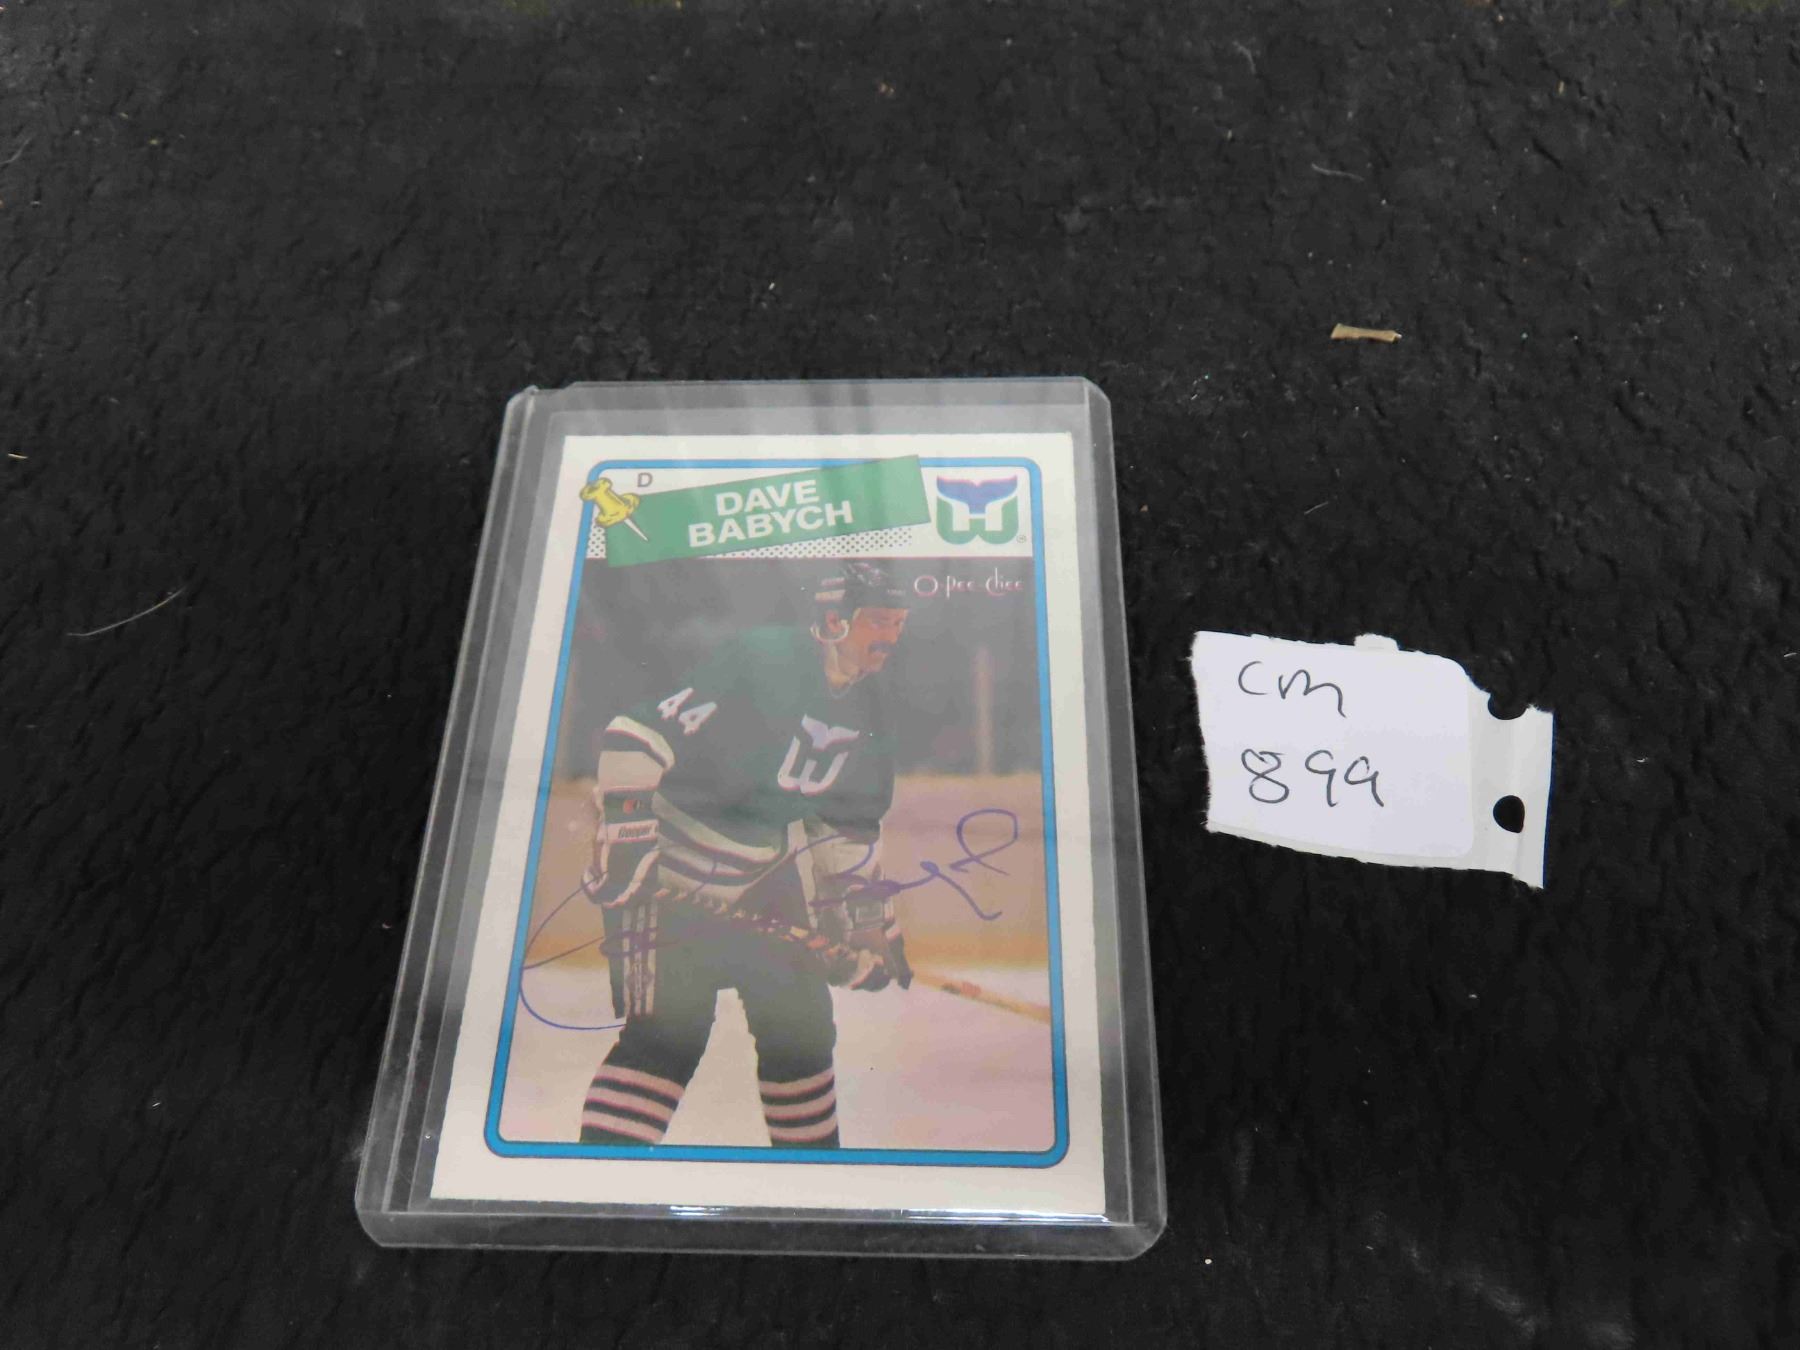 D
DAVE
BABYCH
O-Pee-Chee
44
Cooper
CM
899